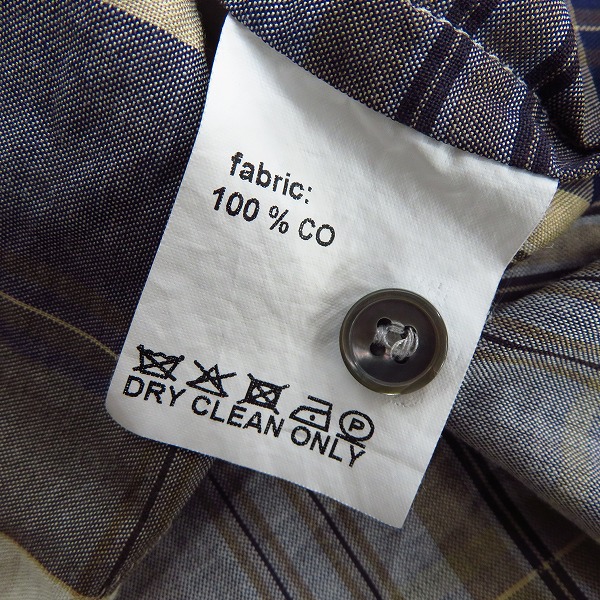 fabric:
100 % CO
P
DRY CLEAN ONLY